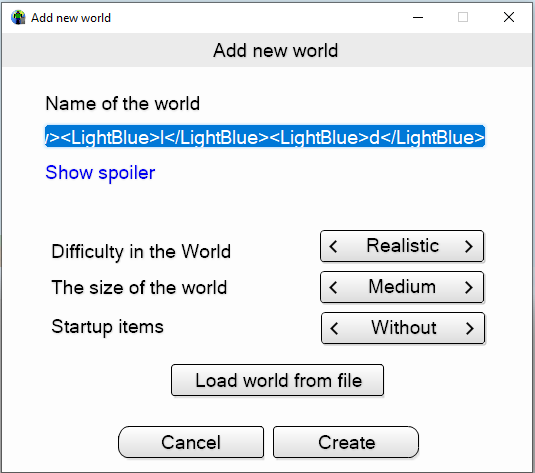 Add new world
Add new world
Name of the world
><LightBlue>l</LightBlue><LightBlue>d</LightBlue>
Show spoiler
Difficulty in the World < Realistic >
The size of the world < Medium >
Startup items < Without >
Load world from file
Cancel Create